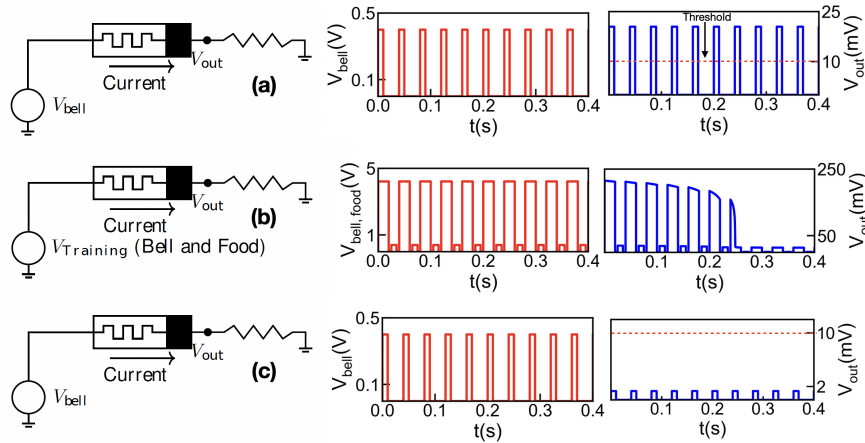 Current
V_out
(a)
V_bell
V_bell(V)
0.5
0.1
0.0 0.1 0.2 0.3 0.4
t(s)
Threshold
25
10
V_out(mV)
0.1 0.2 0.3 0.4
t(s)
Current
V_out
(b)
V_Training (Bell and Food)
V_bell, food(V)
5
1
0.0 0.1 0.2 0.3 0.4
t(s)
250
50
V_out(mV)
0.1 0.2 0.3 0.4
t(s)
Current
V_out
(c)
V_bell
V_bell(V)
0.5
0.1
0.0 0.1 0.2 0.3 0.4
t(s)
10
2
V_out(mV)
0.1 0.2 0.3 0.4
t(s)